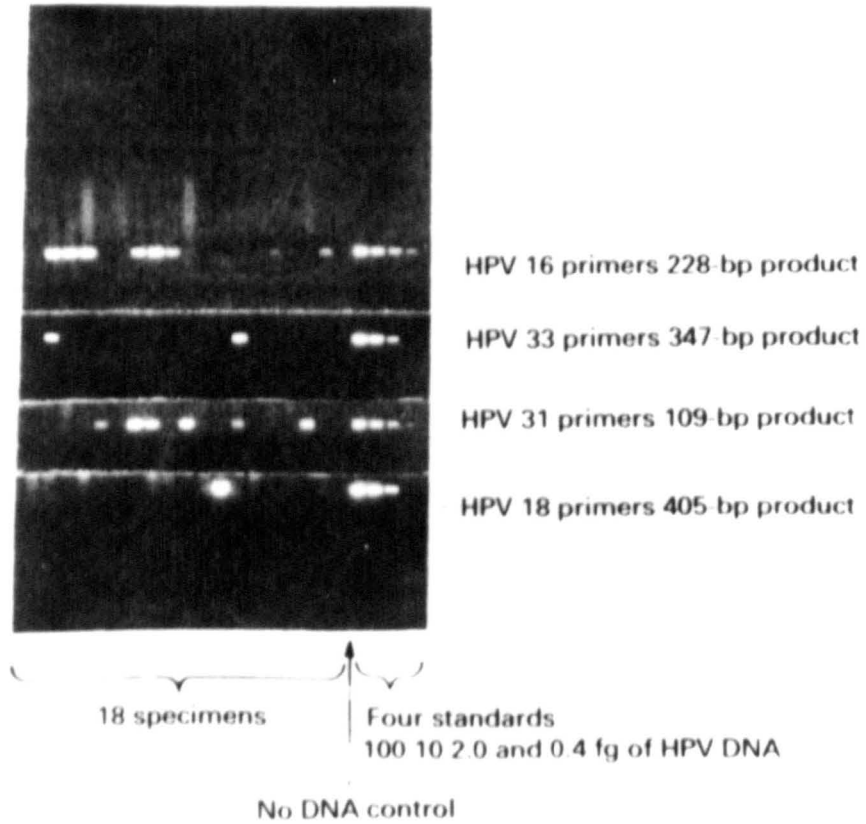 HPV 16 primers 228-bp product
HPV 33 primers 347-bp product
HPV 31 primers 109-bp product
HPV 18 primers 405-bp product
18 specimens
Four standards
100 10 2.0 and 0.4 fg of HPV DNA
No DNA control